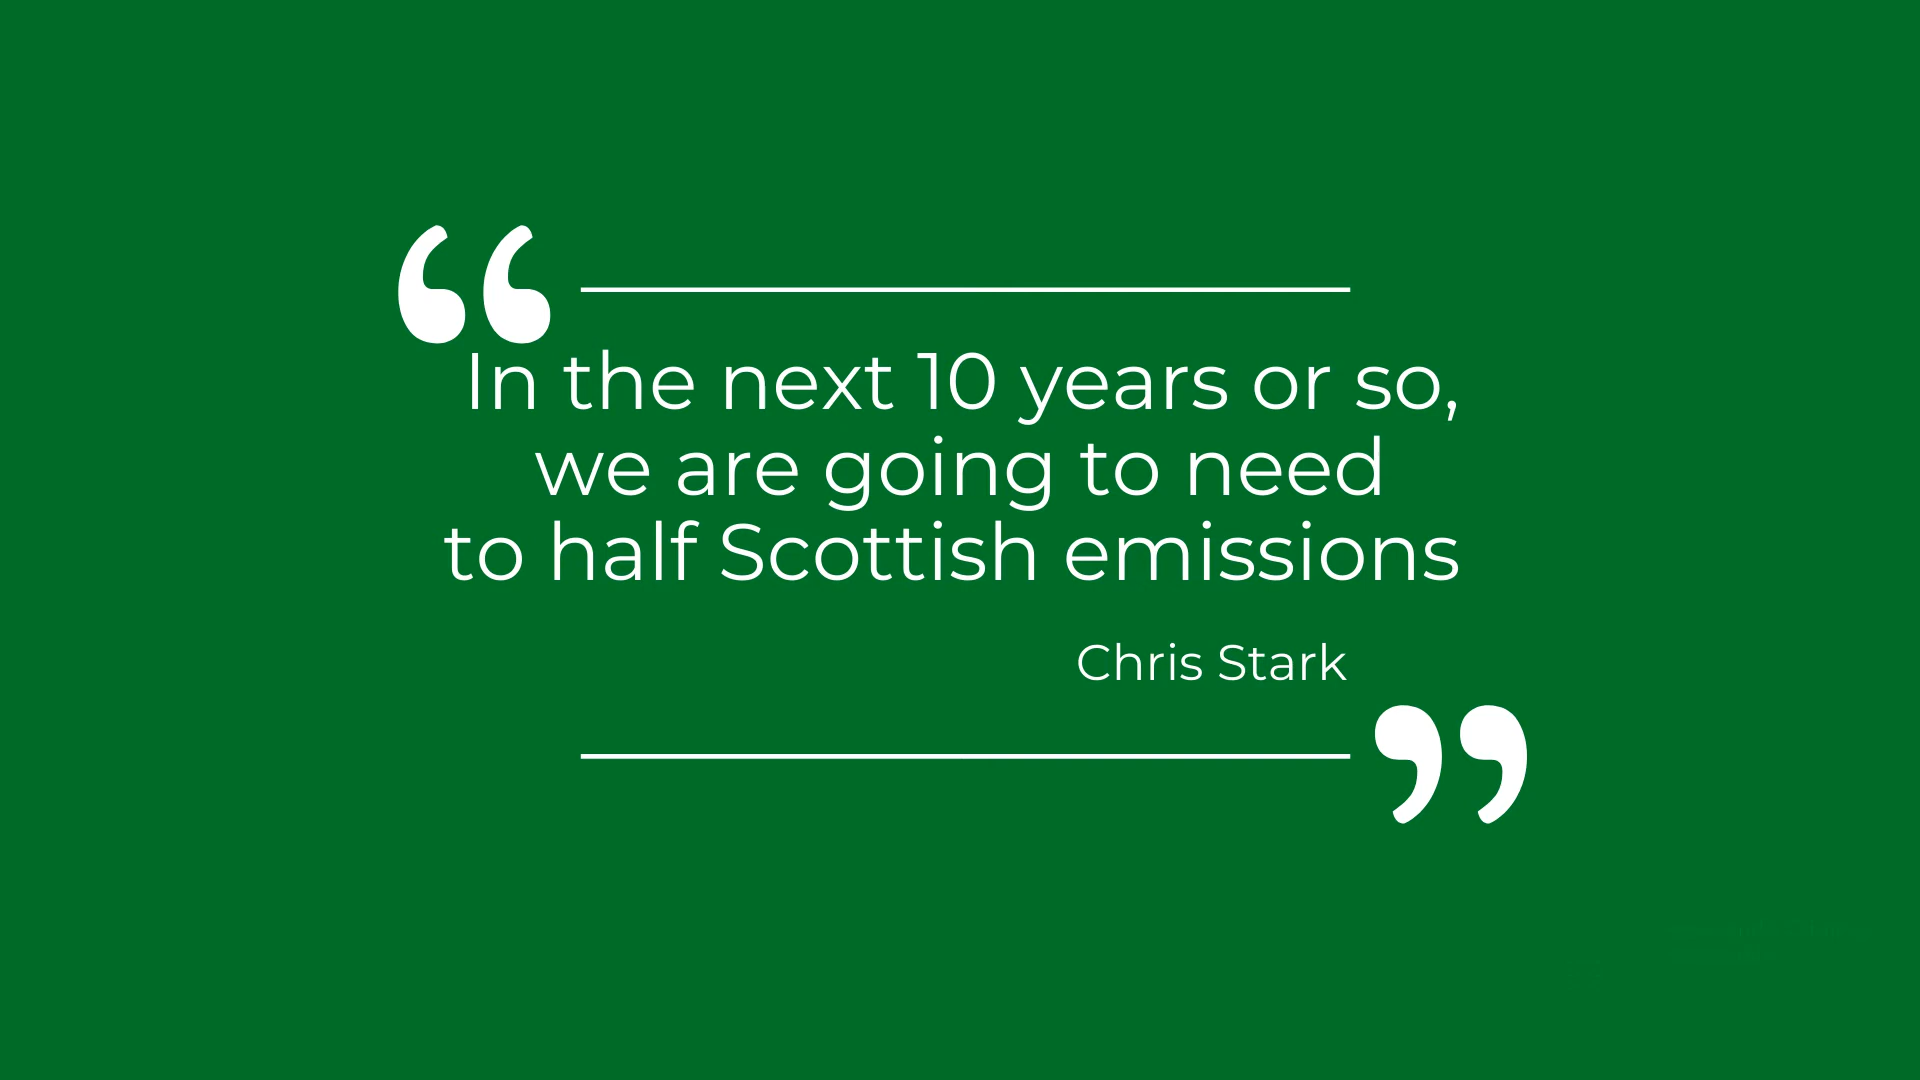 “
In the next 10 years or so,
we are going to need
to half Scottish emissions
Chris Stark
”